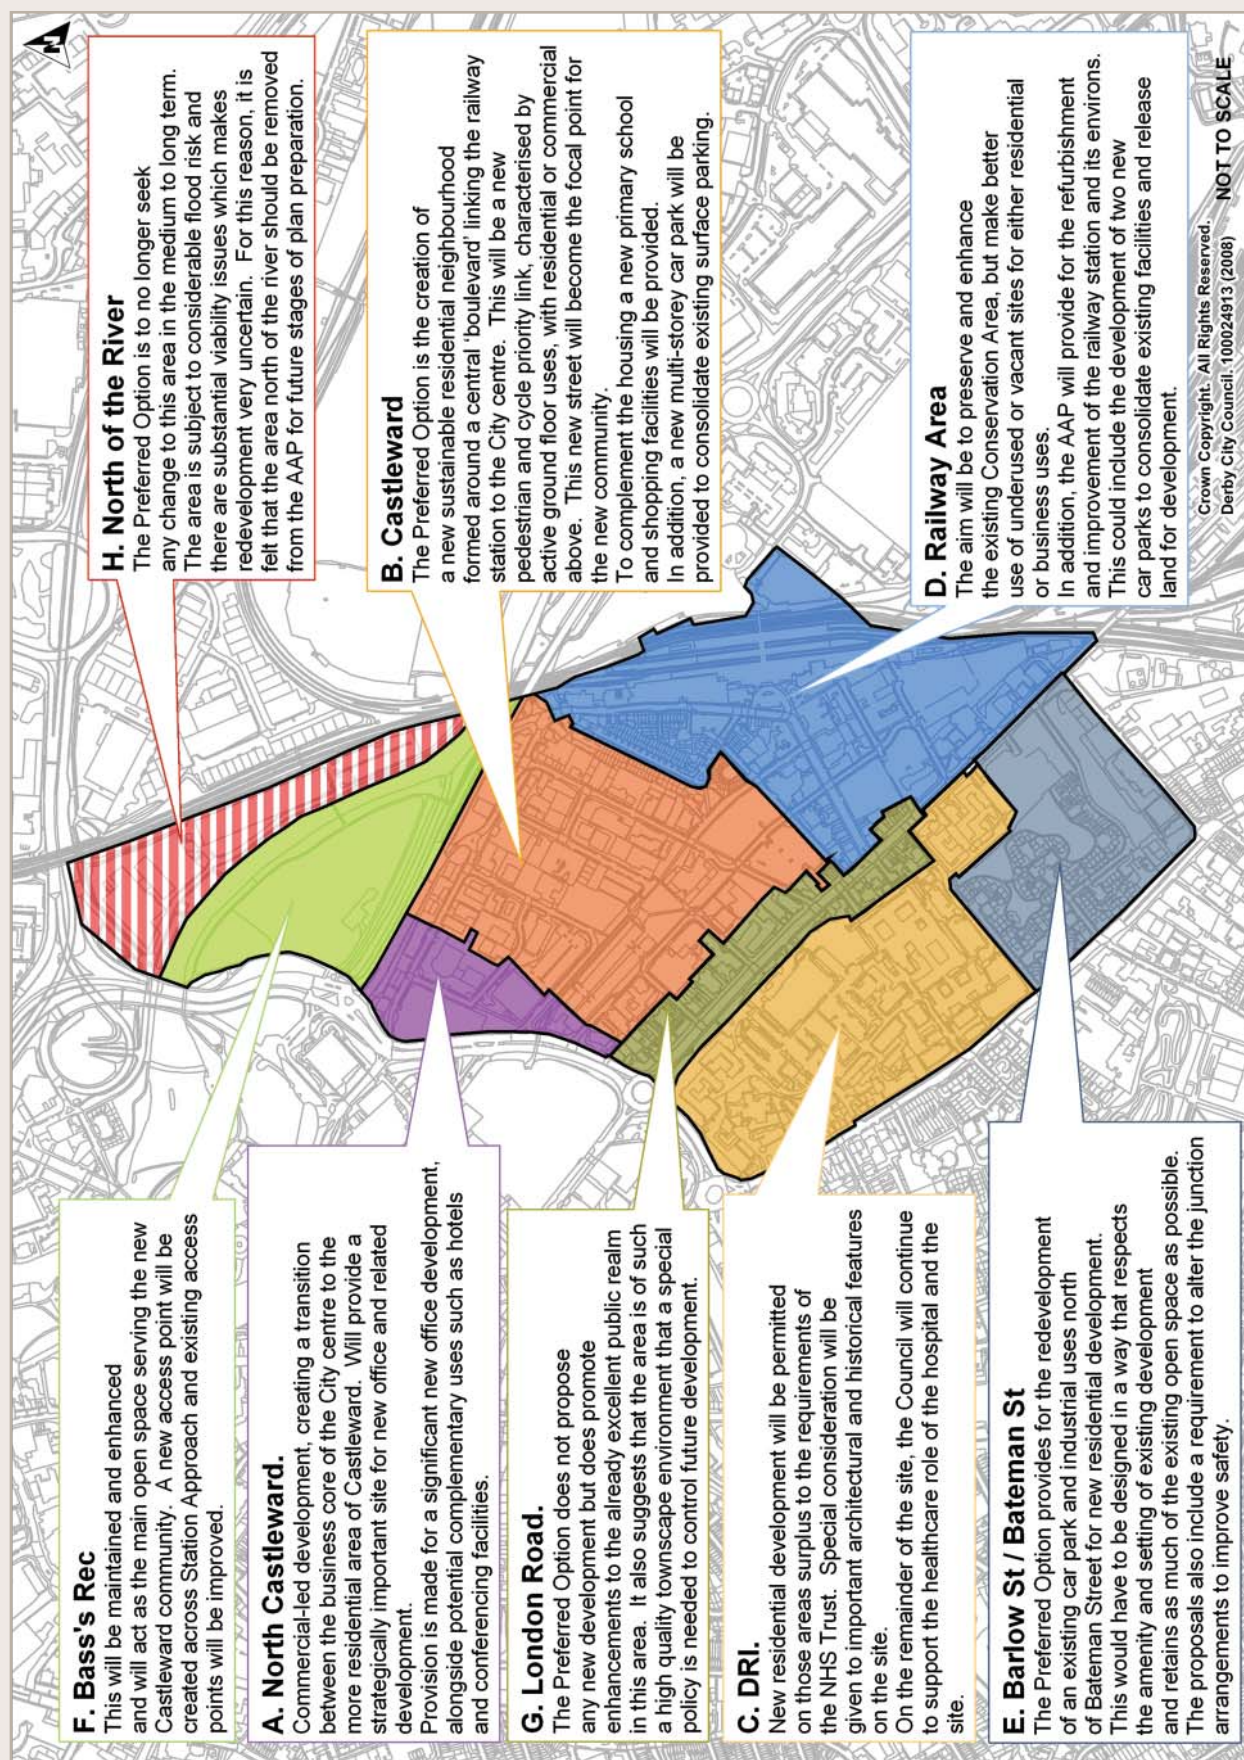 F. Bass's Rec
This will be maintained and enhanced
and will act as the main open space serving the new
Castleward community. A new access point will be
created across Station Approach and existing access
points will be improved.
A. North Castleward.
Commercial-led development, creating a transition
between the business core of the City centre to the
more residential area of Castleward. Will provide a
strategically important site for new office and related
development.
Provision is made for a significant new office development,
alongside potential complementary uses such as hotels
and conferencing facilities.
G. London Road.
The Preferred Option does not propose
any new development but does promote
enhancements to the already excellent public realm
in this area. It also suggests that the area is of such
a high quality townscape environment that a special
policy is needed to control future development.
C. DRI.
New residential development will be permitted
on those areas surplus to the requirements of
the NHS Trust. Special consideration will be
given to important architectural and historical features
on the site.
On the remainder of the site, the Council will continue
to support the healthcare role of the hospital and the
site.
E. Barlow St / Bateman St
The Preferred Option provides for the redevelopment
of an existing car park and industrial uses north
of Bateman Street for new residential development.
This would have to be designed in a way that respects
the amenity and setting of existing development
and retains as much of the existing open space as possible.
The proposals also include a requirement to alter the junction
arrangements to improve safety.
N
H. North of the River
The Preferred Option is to no longer seek
any change to this area in the medium to long term.
The area is subject to considerable flood risk and
there are substantial viability issues which makes
redevelopment very uncertain. For this reason, it is
felt that the area north of the river should be removed
from the AAP for future stages of plan preparation.
B. Castleward
The Preferred Option is the creation of
a new sustainable residential neighbourhood
formed around a central 'boulevard' linking the railway
station to the City centre. This will be a new
pedestrian and cycle priority link, characterised by
active ground floor uses, with residential or commercial
above. This new street will become the focal point for
the new community.
To complement the housing a new primary school
and shopping facilities will be provided.
In addition, a new multi-storey car park will be
provided to consolidate existing surface parking.
D. Railway Area
The aim will be to preserve and enhance
the existing Conservation Area, but make better
use of underused or vacant sites for either residential
or business uses.
In addition, the AAP will provide for the refurbishment
and improvement of the railway station and its environs.
This could include the development of two new
car parks to consolidate existing facilities and release
land for development.
Crown Copyright. All Rights Reserved.
Derby City Council. 100024913 (2008)
NOT TO SCALE